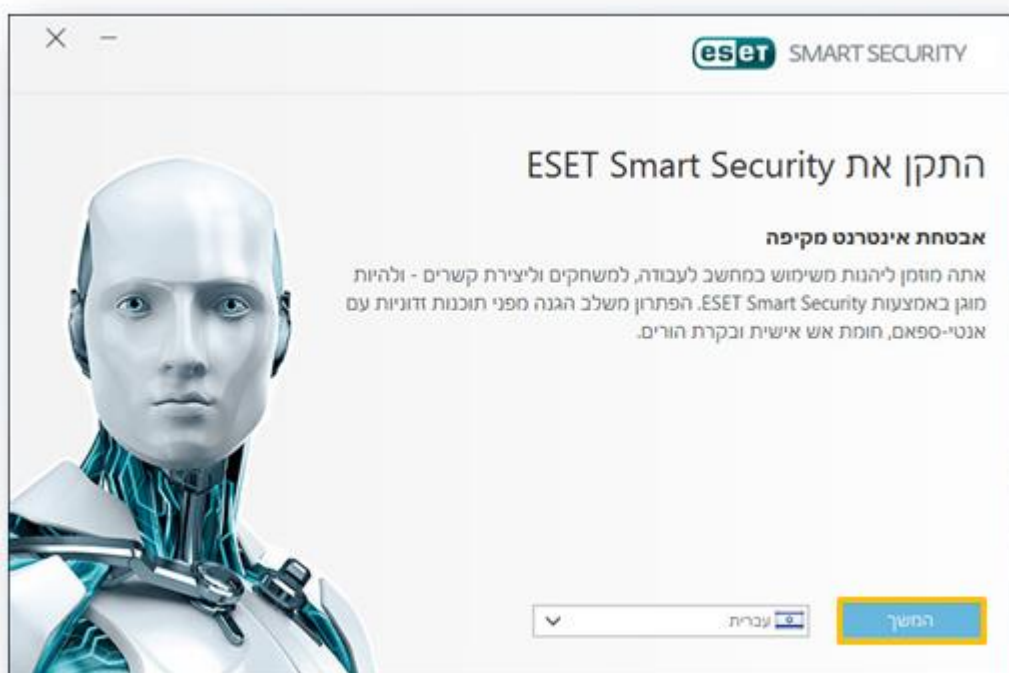 eset SMART SECURITY
התקן את ESET Smart Security
אבטחת אינטרנט מקיפה
אתה מוזמן ליהנות משימוש במחשב לעבודה, למשחקים וליצירת קשרים - ולהיות
מוגן באמצעות ESET Smart Security. הפתרון משלב הגנה מפני תוכנות זדוניות עם
אנטי-ספאם, חומת אש אישית ובקרת הורים.
המשך
עברית